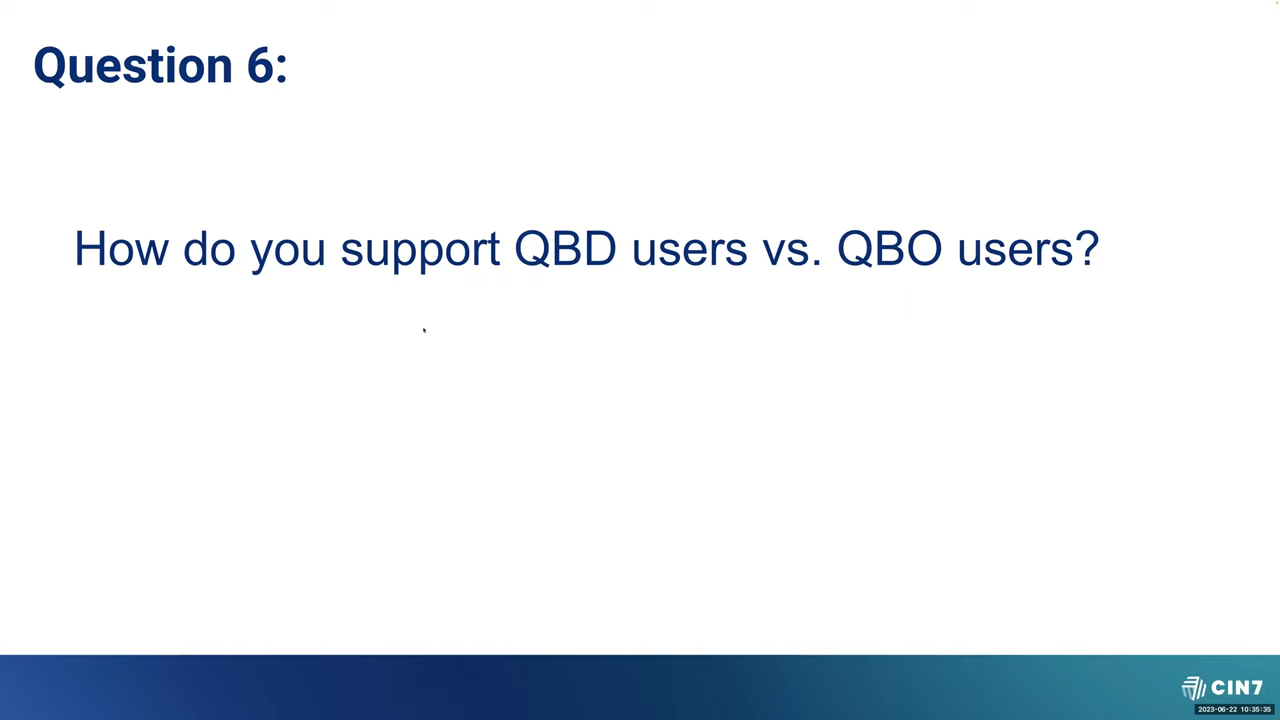 Question 6:
How do you support QBD users vs. QBO users?
CIN7
2023-06-22 10:35:35